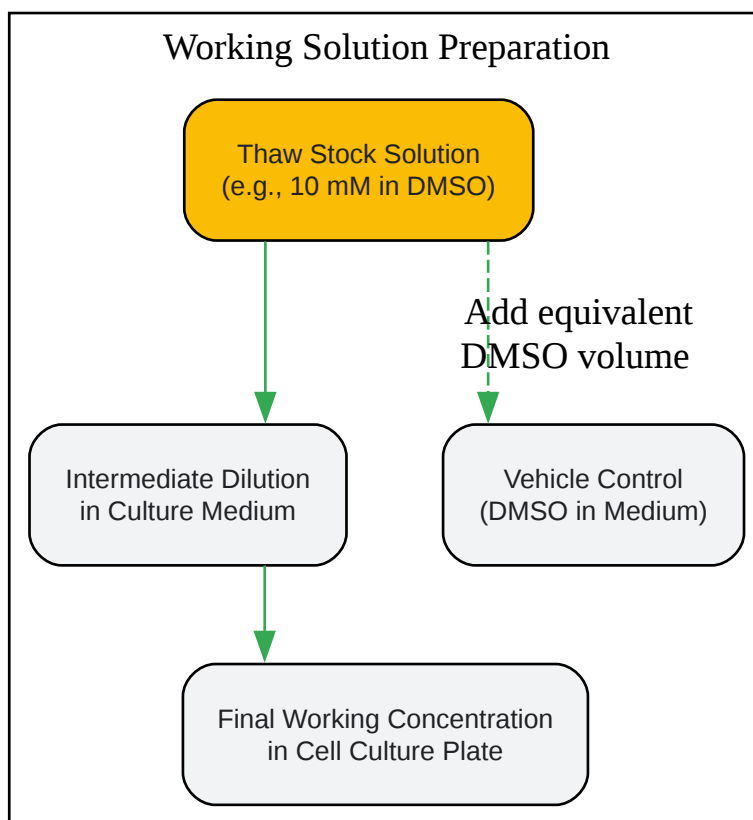 Working Solution Preparation
Thaw Stock Solution
(e.g., 10 mM in DMSO)
Add equivalent
DMSO volume
Intermediate Dilution
in Culture Medium
Vehicle Control
(DMSO in Medium)
Final Working Concentration
in Cell Culture Plate